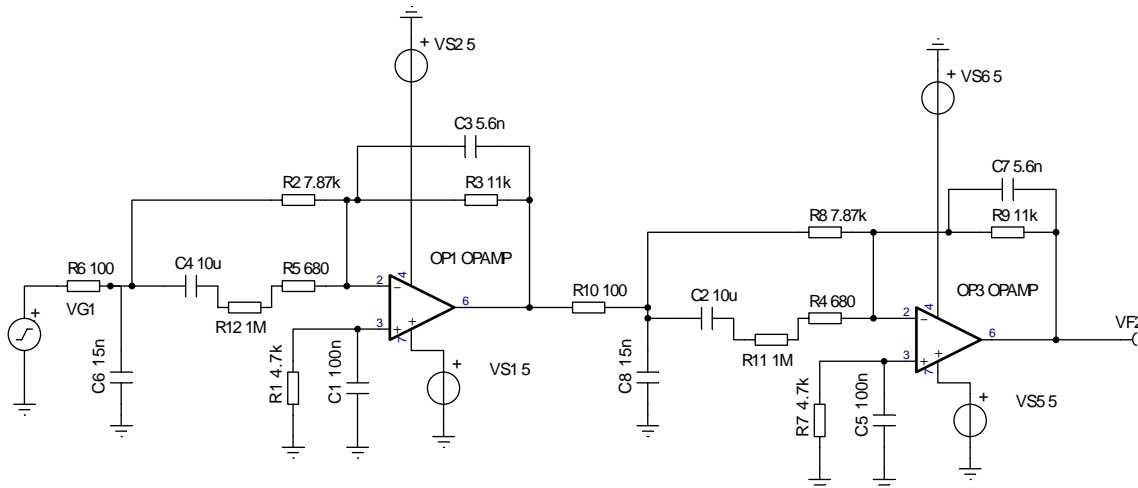 VS2 5
VS6 5
C3 5.6n
C7 5.6n
R2 7.87k
R3 11k
R8 7.87k
R9 11k
OP1 OPAMP
OP3 OPAMP
R6 100
C4 10u
R5 680
4
2
6
VG1
R12 1M
3
7
R10 100
C2 10u
R4 680
4
2
6
VF2
R11 1M
3
7
C6 15n
R1 4.7k
C1 100n
VS1 5
C8 15n
R7 4.7k
C5 100n
VS5 5